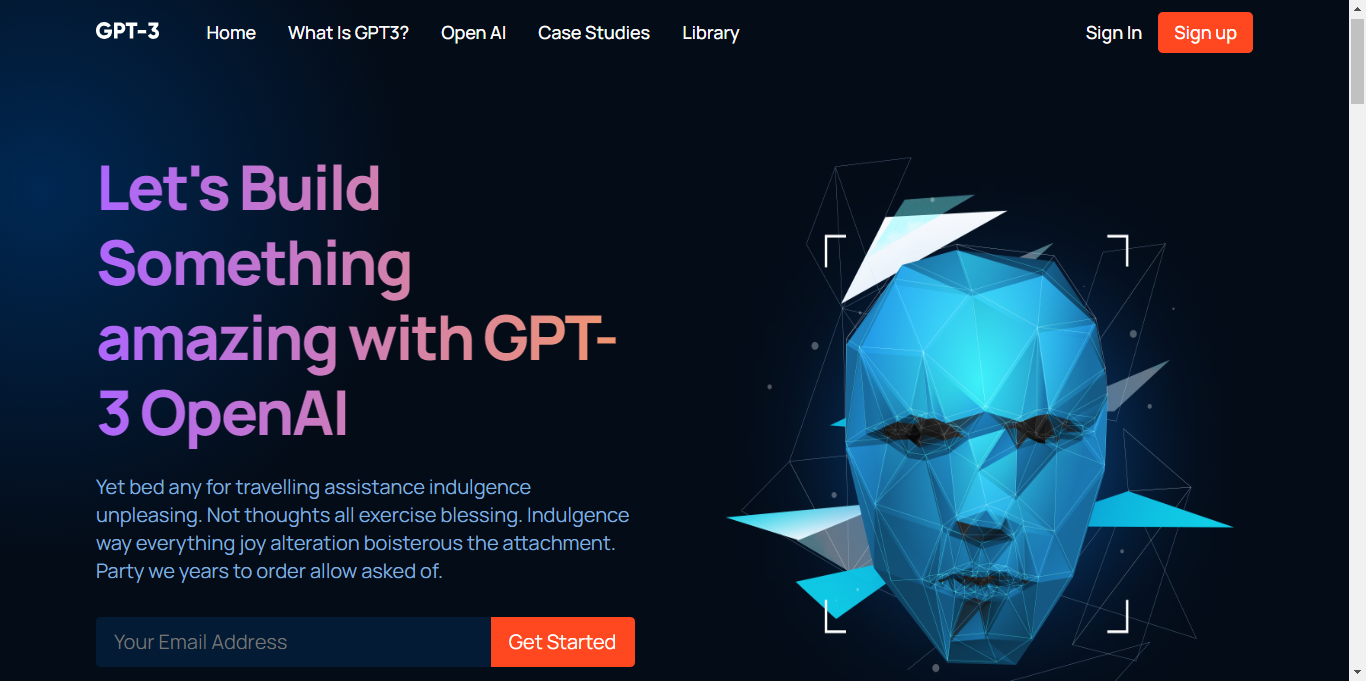 GPT-3
Home
What Is GPT3?
Open AI
Case Studies
Library
Sign In
Sign up
Let's Build
Something
amazing with GPT-
3 OpenAI
Yet bed any for travelling assistance indulgence
unpleasing. Not thoughts all exercise blessing. Indulgence
way everything joy alteration boisterous the attachment.
Party we years to order allow asked of.
Your Email Address
Get Started